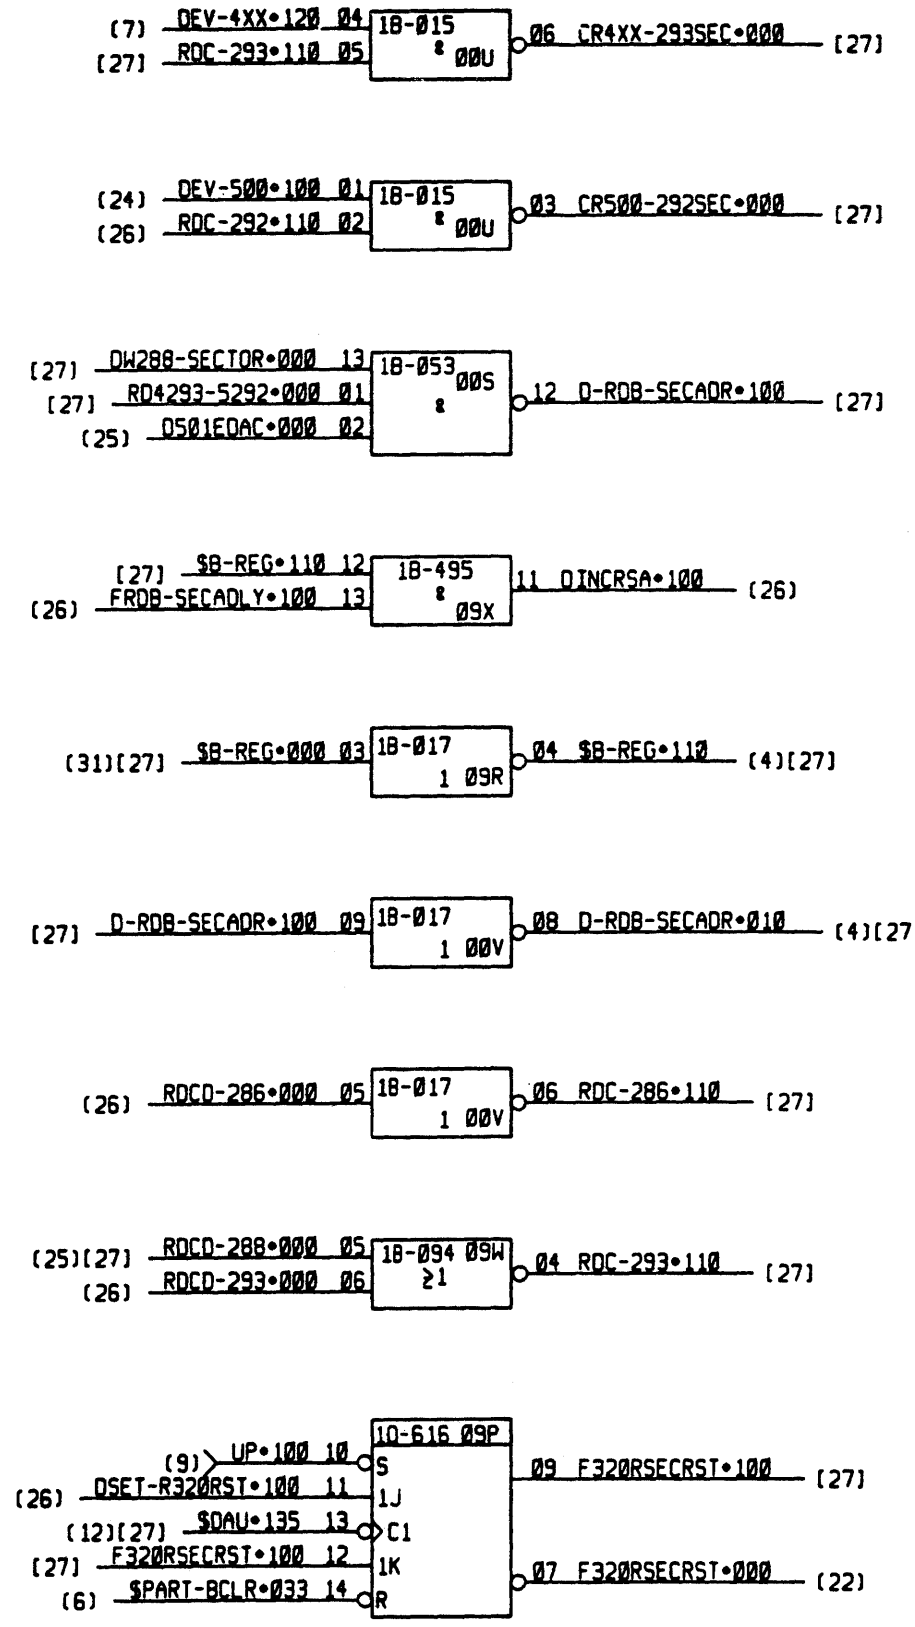 (7) DEV-4XX•120 04 1B-015 & 00U 06 CR4XX-293SEC•000 [27]
[27] RDC-293•110 05
(24) DEV-500•100 01 1B-015 & 00U 03 CR500-292SEC•000 [27]
(26) RDC-292•110 02
[27] DW288-SECTOR•000 13 1B-053 00S
[27] RD4293-5292•000 01 & 12 D-RDB-SECADR•100 [27]
(25) D501EDAC•000 02
[27] $B-REG•110 12 1B-495 & 09X 11 DINCRSA•100 (26)
(26) FRDB-SECADLY•100 13
(31)[27] $B-REG•000 03 1B-017 1 09R 04 $B-REG•110 (4)[27]
[27] D-RDB-SECADR•100 09 1B-017 1 00V 08 D-RDB-SECADR•010 (4)[27
(26) RDCD-286•000 05 1B-017 1 00V 06 RDC-286•110 [27]
(25)[27] RDCD-288•000 05 1B-094 09W ≥1 04 RDC-293•110 [27]
(26) RDCD-293•000 06
1D-616 09P
(9) UP•100 10 S 09 F320RSECRST•100 [27]
(26) DSET-R320RST•100 11 1J
(12)[27] $DAU•135 13 C1
[27] F320RSECRST•100 12 1K 07 F320RSECRST•000 (22)
(6) $PART-BCLR•033 14 R